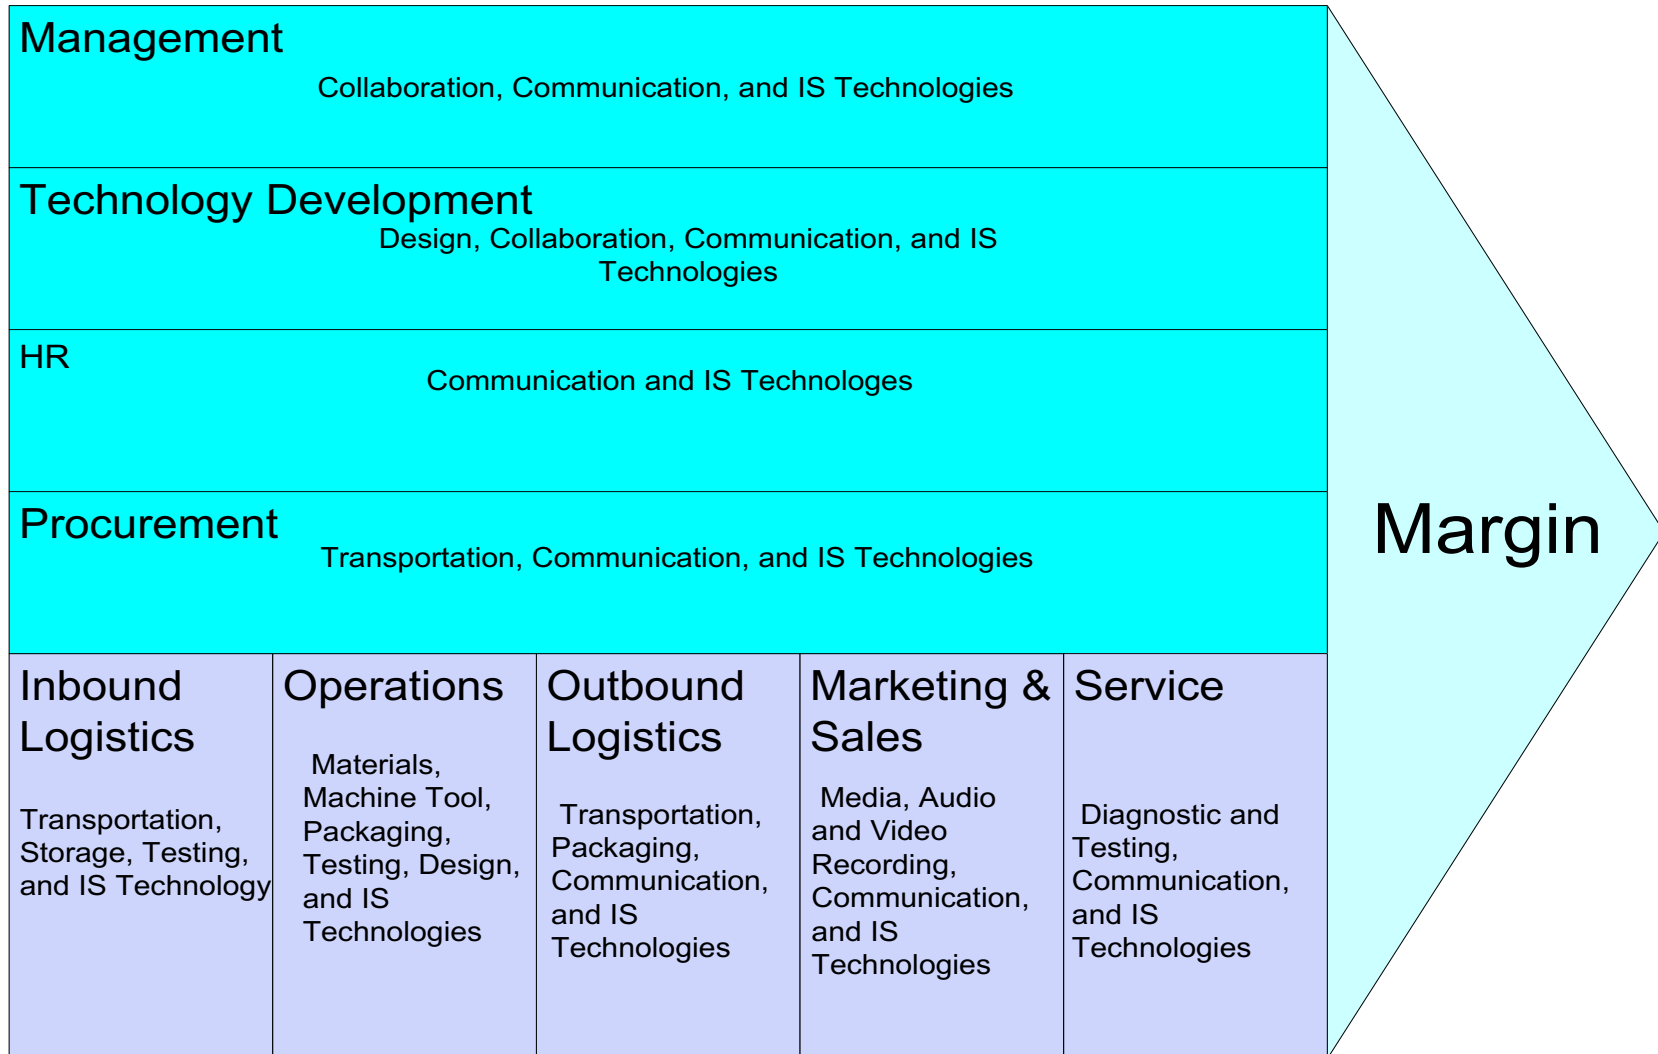 Management
Collaboration, Communication, and IS Technologies
Technology Development
Design, Collaboration, Communication, and IS
Technologies
HR
Communication and IS Technologes
Procurement
Transportation, Communication, and IS Technologies
Margin
Inbound
Logistics
Transportation,
Storage, Testing,
and IS Technology
Operations
Materials,
Machine Tool,
Packaging,
Testing, Design,
and IS
Technologies
Outbound
Logistics
Transportation,
Packaging,
Communication,
and IS
Technologies
Marketing &
Sales
Media, Audio
and Video
Recording,
Communication,
and IS
Technologies
Service
Diagnostic and
Testing,
Communication,
and IS
Technologies